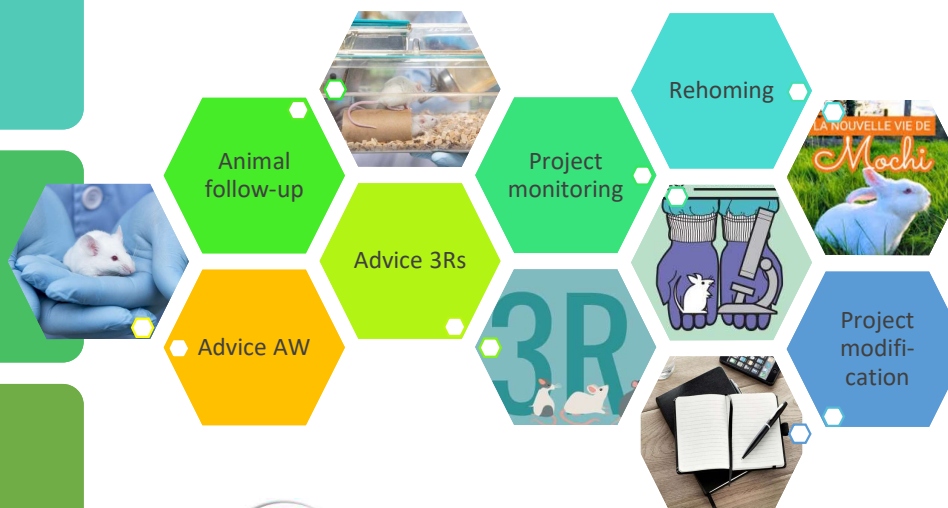 Rehoming
LA NOUVELLE VIE DE
Mochi
Animal
follow-up
Project
monitoring
Advice 3Rs
Advice AW
3R
Project
modifi-
cation